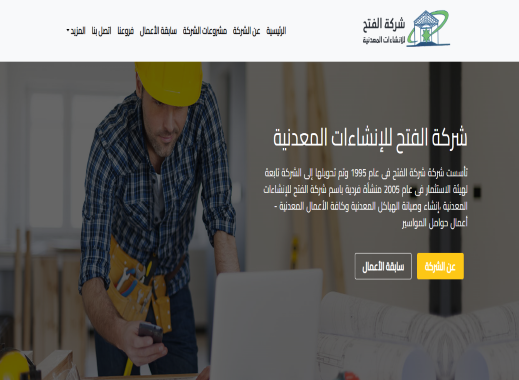 شركة الفتح
للإنشاءات المعدنية
الرئيسية عن الشركة مشروعات الشركة سابقة الأعمال فروعنا اتصل بنا المزيد
شركة الفتح للإنشاءات المعدنية
تأسست شركة شركة الفتح فى عام 1995 وتم تحويلها إلى الشركة تابعة
لهيئة الاستثمار فى عام 2005 منشأة فردية باسم شركة الفتح للإنشاءات
المعدنية ،إنشاء وصيانة الهياكل المعدنية وكافة الأعمال المعدنية -
أعمال حوامل المواسير
عن الشركة سابقة الأعمال